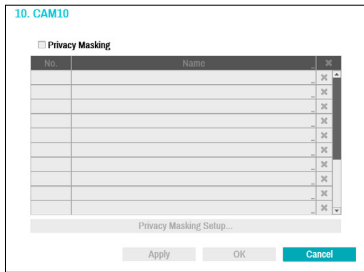 10. CAM10
Privacy Masking
No. Name
Privacy Masking Setup...
Apply OK Cancel